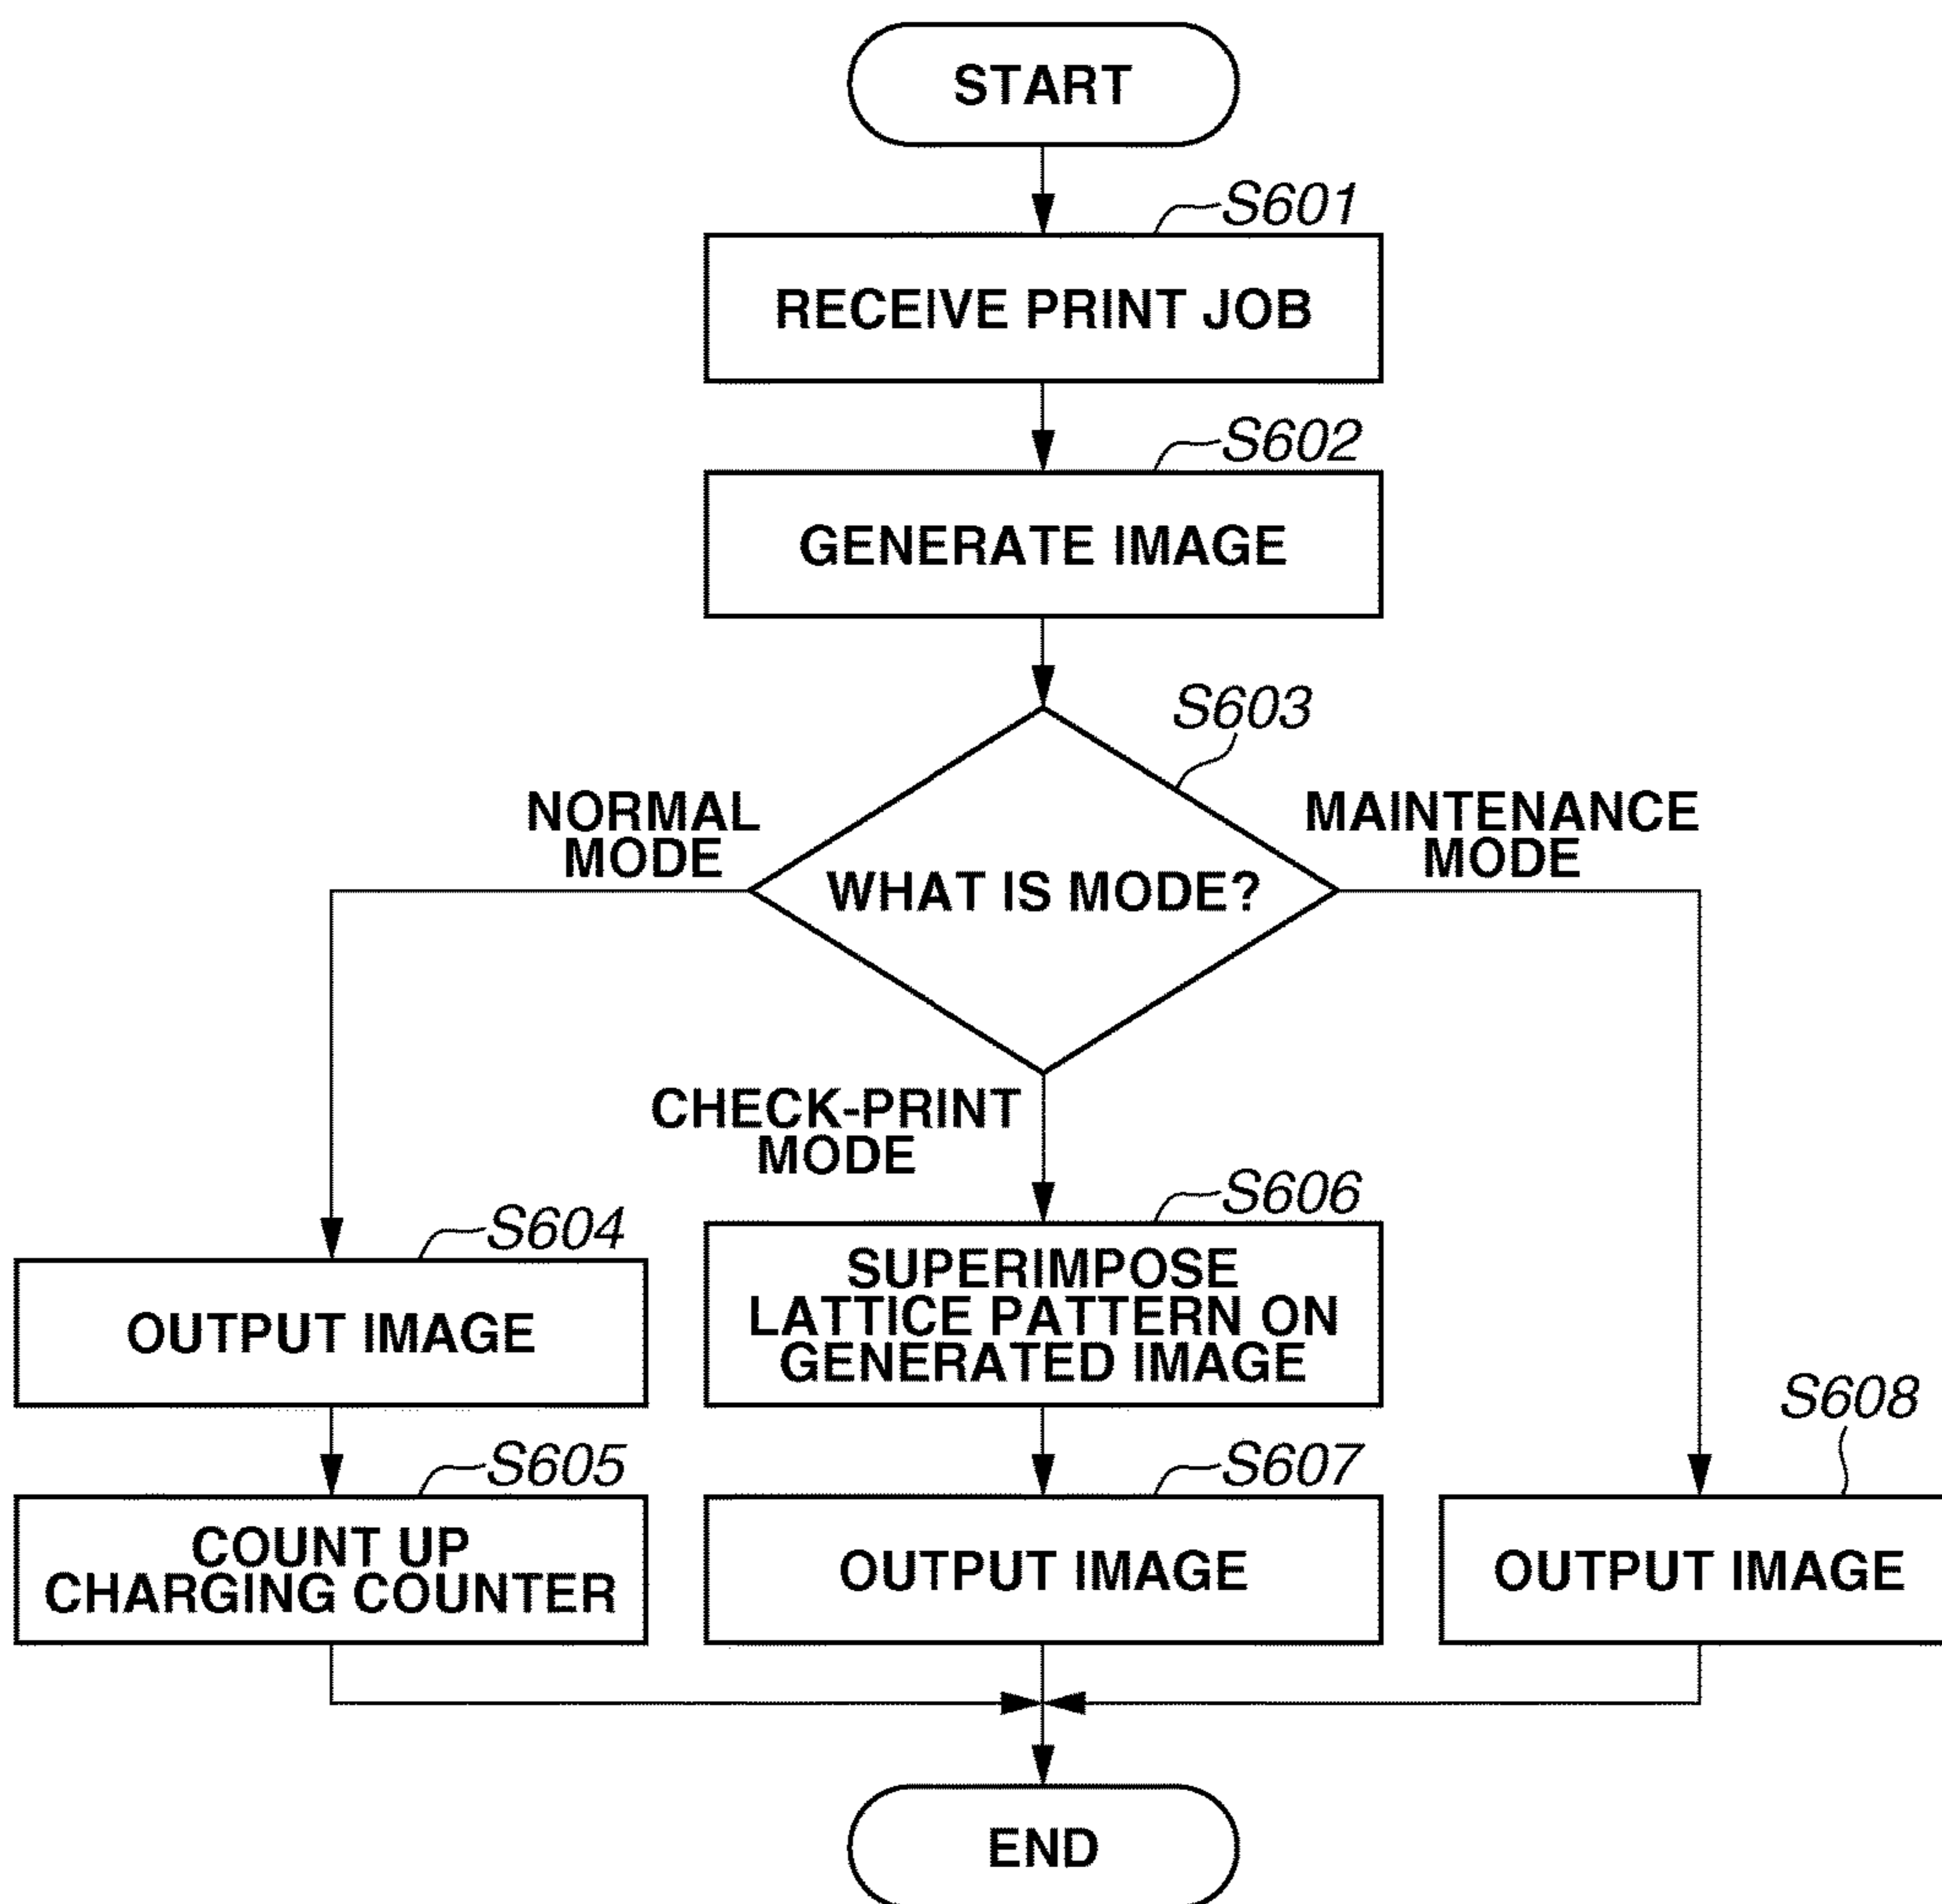 START
S601
RECEIVE PRINT JOB
S602
GENERATE IMAGE
S603
NORMAL
MODE
MAINTENANCE
MODE
WHAT IS MODE?
CHECK-PRINT
MODE
S604
OUTPUT IMAGE
S606
SUPERIMPOSE
LATTICE PATTERN ON
GENERATED IMAGE
S605
COUNT UP
CHARGING COUNTER
S607
OUTPUT IMAGE
S608
OUTPUT IMAGE
END